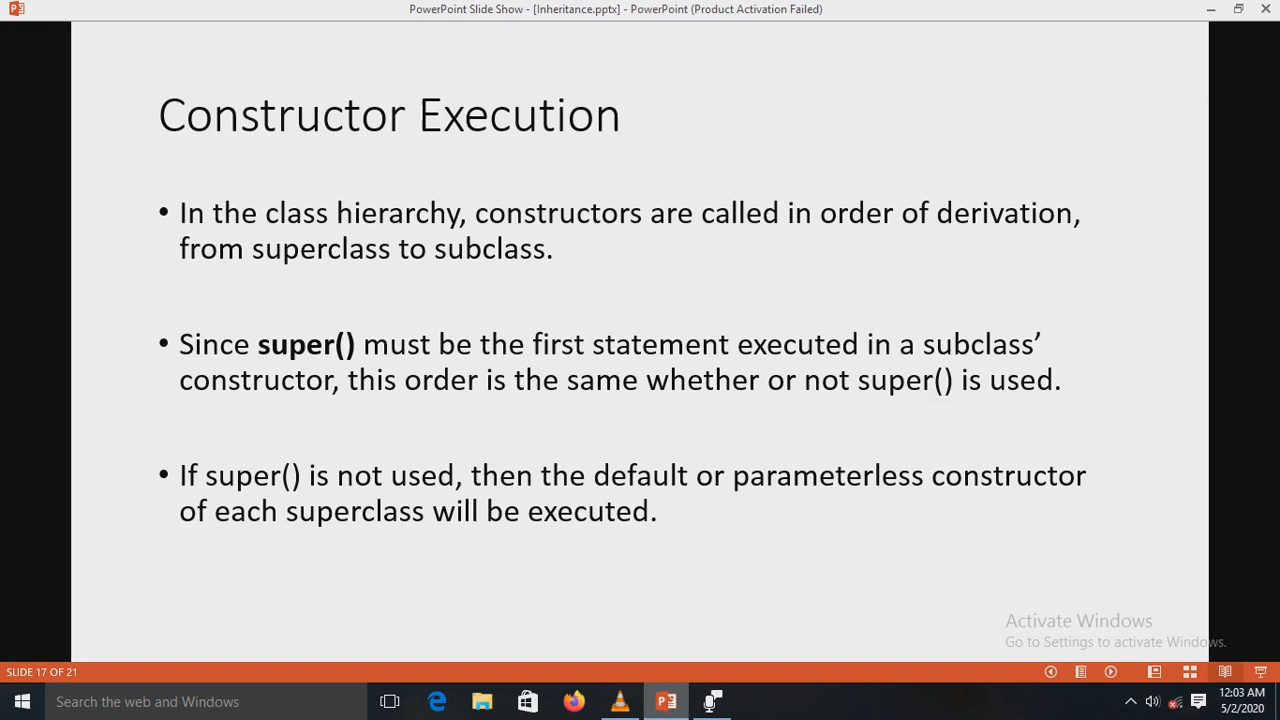 PowerPoint Slide Show - [Inheritance.pptx] - PowerPoint (Product Activation Failed)
Constructor Execution
• In the class hierarchy, constructors are called in order of derivation,
from superclass to subclass.
• Since super() must be the first statement executed in a subclass’
constructor, this order is the same whether or not super() is used.
• If super() is not used, then the default or parameterless constructor
of each superclass will be executed.
Activate Windows
Go to Settings to activate Windows.
SLIDE 17 OF 21
Search the web and Windows
12:03 AM
5/2/2020